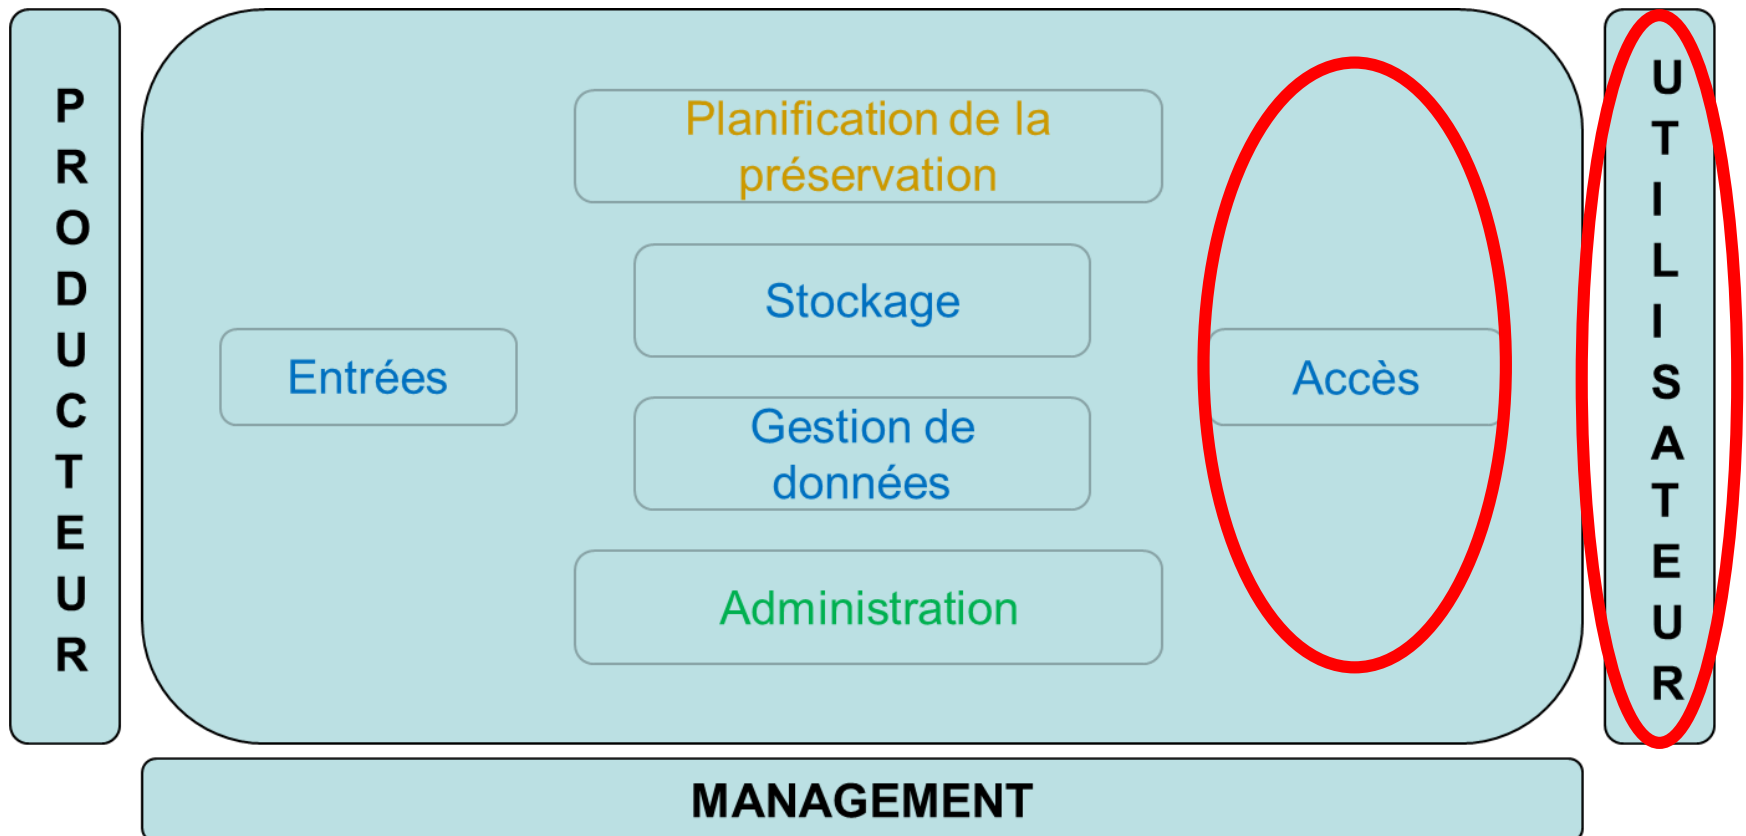 PRODUCTEUR
Planification de la
préservation
Stockage
Entrées
Gestion de
données
Administration
Accès
UTILISATEUR
MANAGEMENT